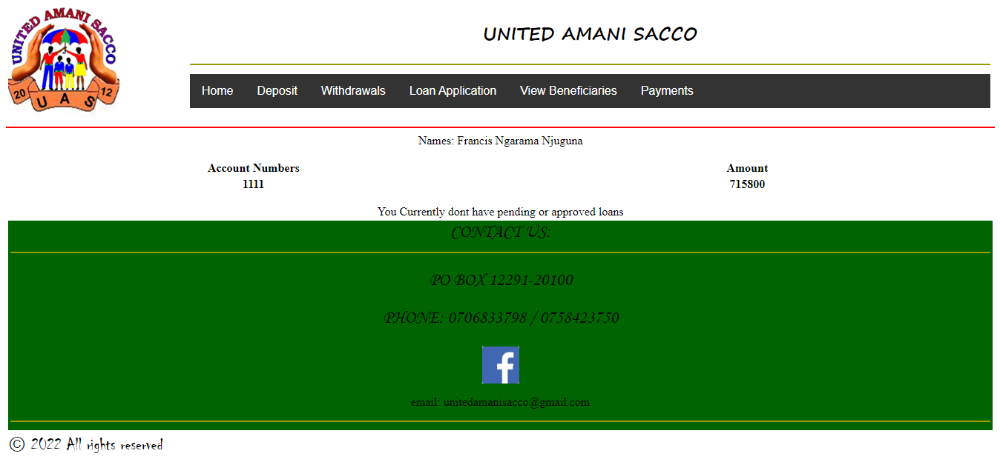 UNITED AMANI SACCO
20 UAS 12
UNITED AMANI SACCO
Home Deposit Withdrawals Loan Application View Beneficiaries Payments
Names: Francis Ngarama Njuguna
Account Numbers Amount
1111 715800
You Currently dont have pending or approved loans
CONTACT US:
PO BOX 12291-20100
PHONE: 0706833798 / 0758423750
f
email: unitedamanisacco@gmail.com
© 2022 All rights reserved